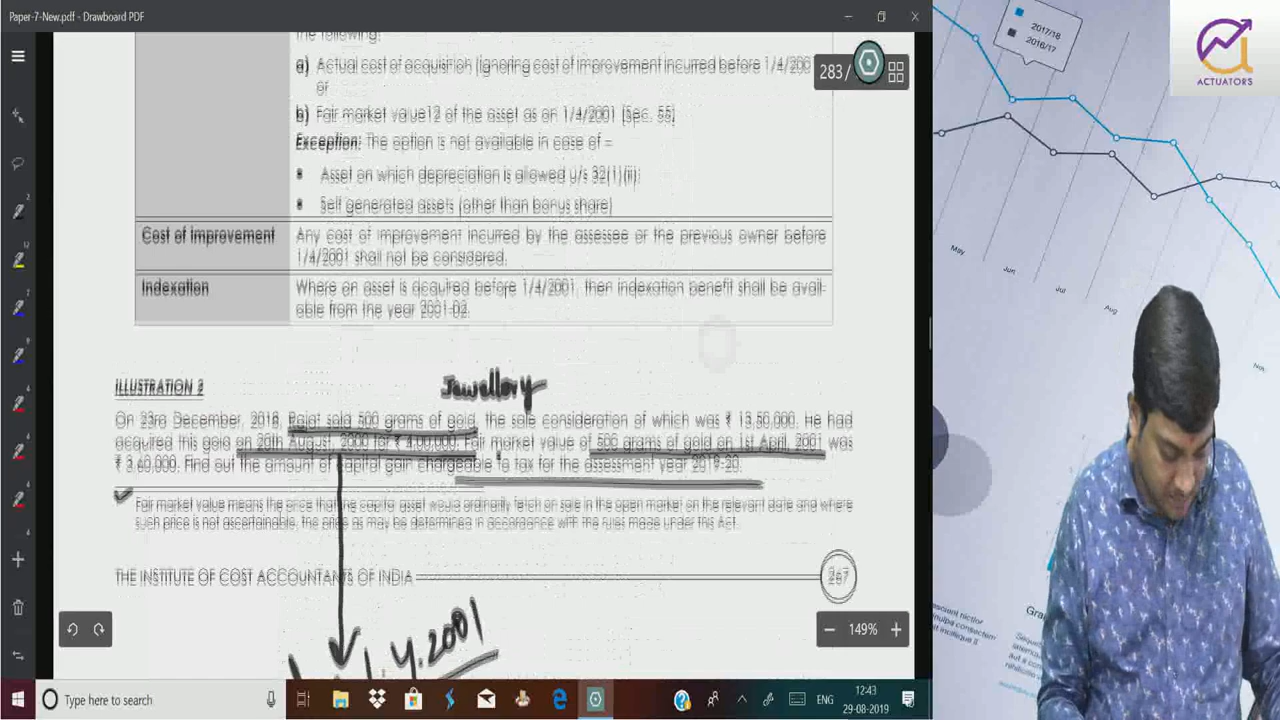 Paper-7-New.pdf - Drawboard PDF
the following:
a) Actual cost of acquisition (ignoring cost of improvement incurred before 1/4/200
or
b) Fair market value12 of the asset as on 1/4/2001 [Sec. 55]
Exception: The option is not available in case of –
• Asset on which depreciation is allowed u/s 32(1)(ii);
• Self generated assets (other than bonus share)
Cost of Improvement
Any cost of improvement incurred by the assessee or the previous owner before
1/4/2001 shall not be considered.
Indexation
Where an asset is acquired before 1/4/2001, then indexation benefit shall be avail-
able from the year 2001-02.
283 /
Jewallory
ILLUSTRATION 2
On 23rd December, 2018, Rajat sold 500 grams of gold, the sale consideration of which was ₹ 13,50,000. He had
acquired this gold on 20th August, 2000 for ₹ 4,00,000. Fair market value of 500 grams of gold on 1st April, 2001 was
₹ 3,60,000. Find out the amount of capital gain chargeable to tax for the assessment year 2019-20.
Fair market value means the price that the capital asset would ordinarily fetch on sale in the open market on the relevant date and where
such price is not ascertainable, the price as may be determined in accordance with the rules made under this Act.
THE INSTITUTE OF COST ACCOUNTANTS OF INDIA
267
1.4.2001
149%
Type here to search
ENG
12:43
29-08-2019
2017/18
2016/17
May
Jun
Jul
Aug
ACTUATORS